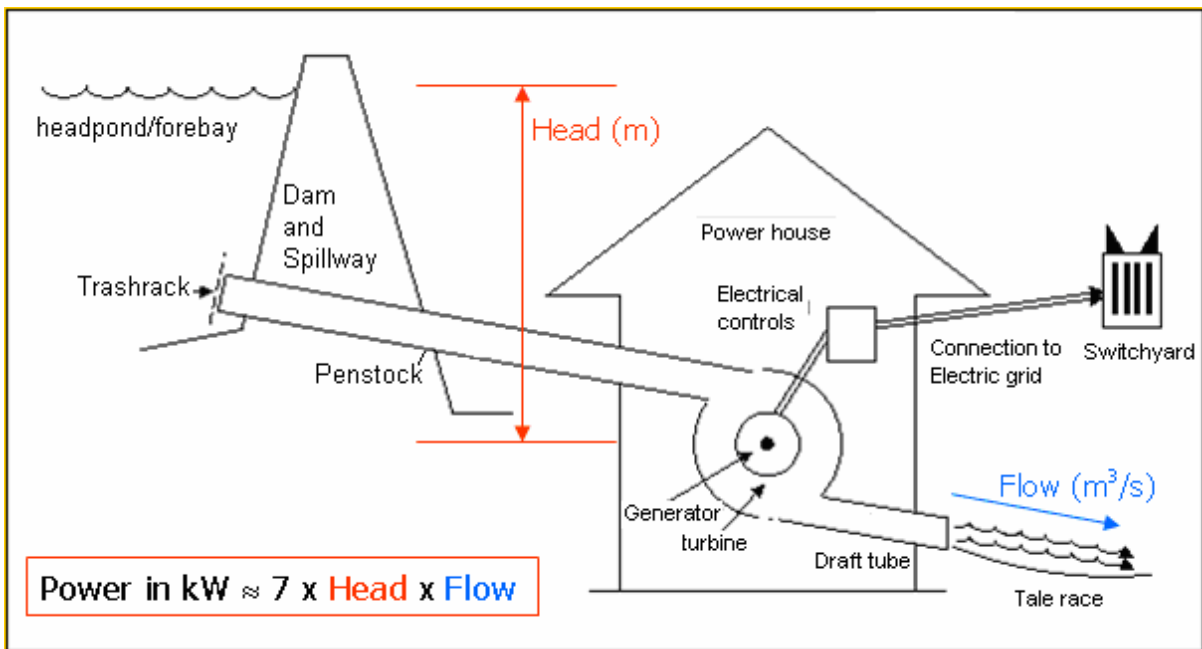 headpond/forebay
Head (m)
Dam
and
Spillway
Power house
Trashrack
Electrical
controls
Connection to
Electric grid
Switchyard
Penstock
Flow (m³/s)
Generator
turbine
Draft tube
Tale race
Power in kW ≈ 7 x Head x Flow